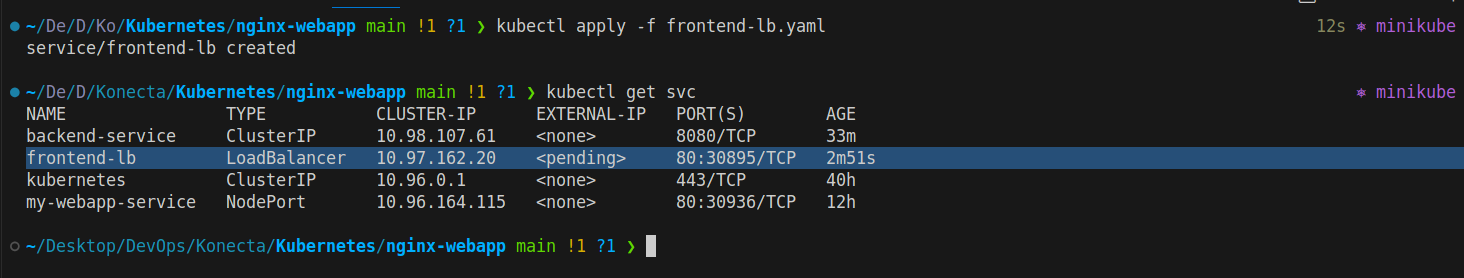 ~/De/D/Ko/Kubernetes/nginx-webapp main !1 ?1 ❯ kubectl apply -f frontend-lb.yaml 12s ⎈ minikube
service/frontend-lb created
~/De/D/Konecta/Kubernetes/nginx-webapp main !1 ?1 ❯ kubectl get svc ⎈ minikube
NAME TYPE CLUSTER-IP EXTERNAL-IP PORT(S) AGE
backend-service ClusterIP 10.98.107.61 <none> 8080/TCP 33m
frontend-lb LoadBalancer 10.97.162.20 <pending> 80:30895/TCP 2m51s
kubernetes ClusterIP 10.96.0.1 <none> 443/TCP 40h
my-webapp-service NodePort 10.96.164.115 <none> 80:30936/TCP 12h
~/Desktop/DevOps/Konecta/Kubernetes/nginx-webapp main !1 ?1 ❯